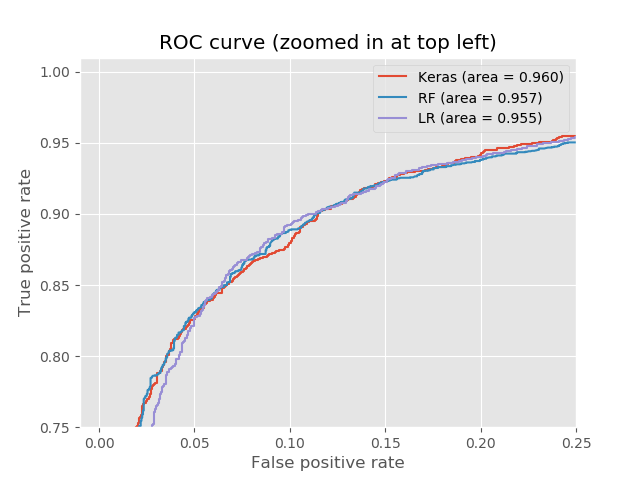 ROC curve (zoomed in at top left)
1.00
0.95
0.90
0.85
0.80
0.75
True positive rate
Keras (area = 0.960)
RF (area = 0.957)
LR (area = 0.955)
0.00 0.05 0.10 0.15 0.20 0.25
False positive rate